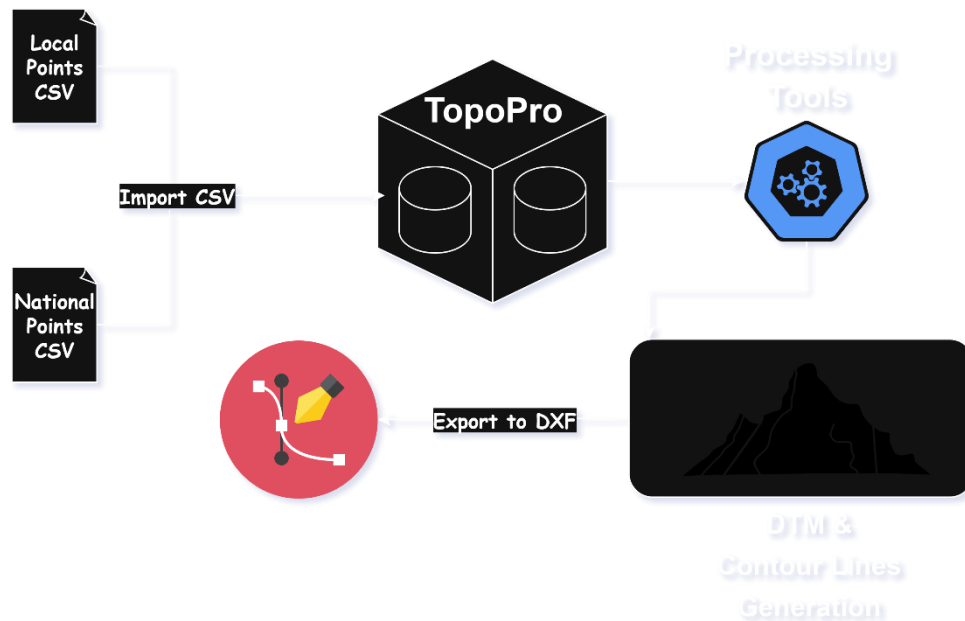 Local
Points
CSV
TopoPro
Processing
Tools
Import CSV
National
Points
CSV
Export to DXF
DTM &
Contour Lines
Generation